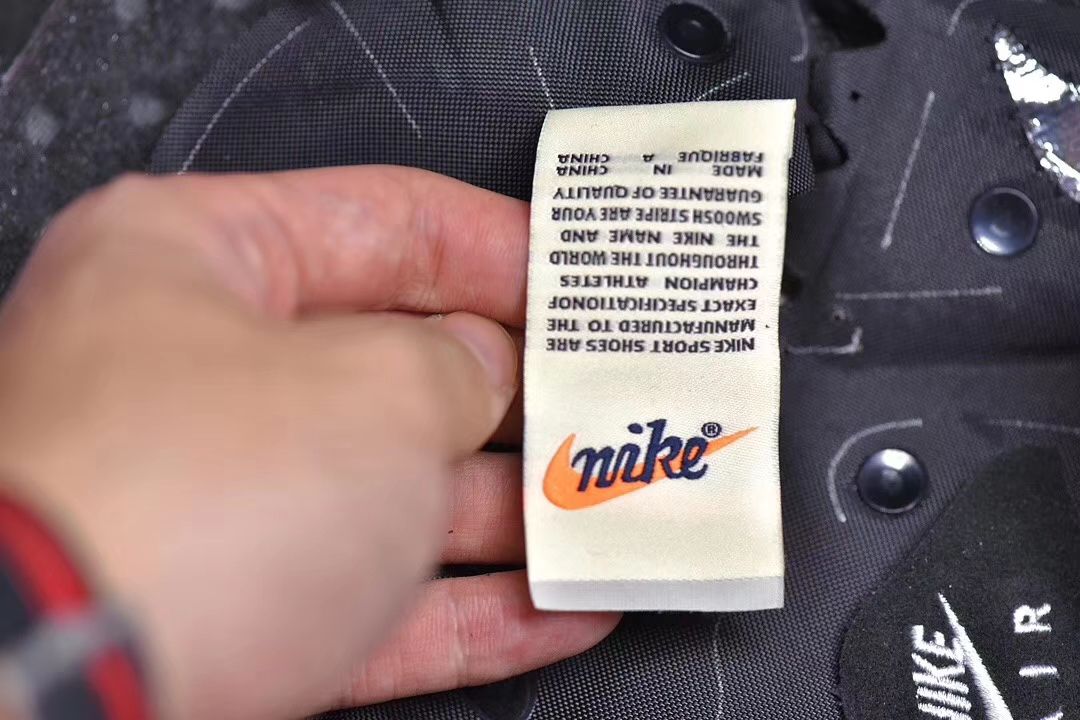 NIKE SPORT SHOES ARE
MANUFACTURED TO THE
EXACT SPECIFICATIONOF
CHAMPION ATHLETES
THROUGHOUT THE WORLD
THE NIKE NAME AND
SWOOSH STRIPE ARE YOUR
GUARANTEE OF QUALITY
MADE IN CHINA
FABRIQUE A CHINA
nike®
NIKE
AIR